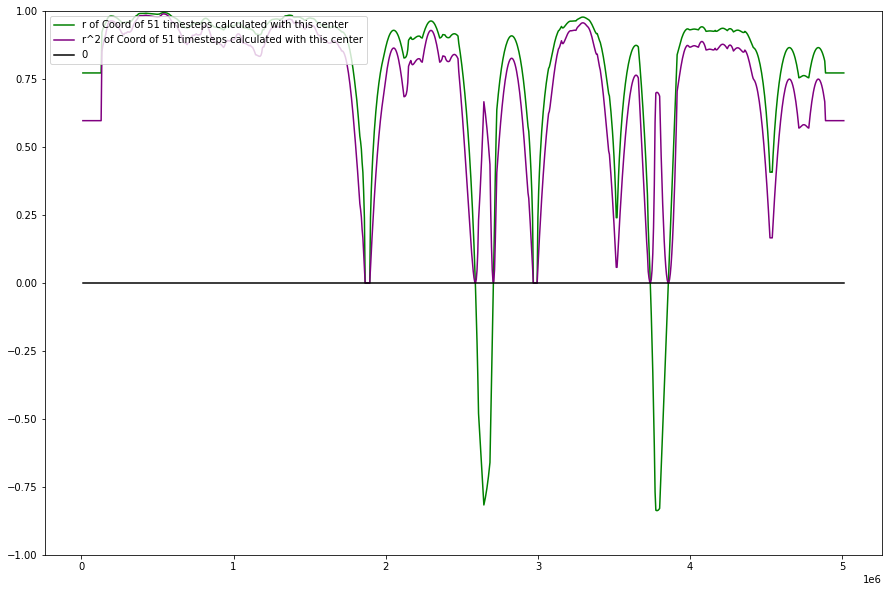 1.00
r of Coord of 51 timesteps calculated with this center
r^2 of Coord of 51 timesteps calculated with this center
0
0.75
0.50
0.25
0.00
−0.25
−0.50
−0.75
−1.00
0 1 2 3 4 5
1e6